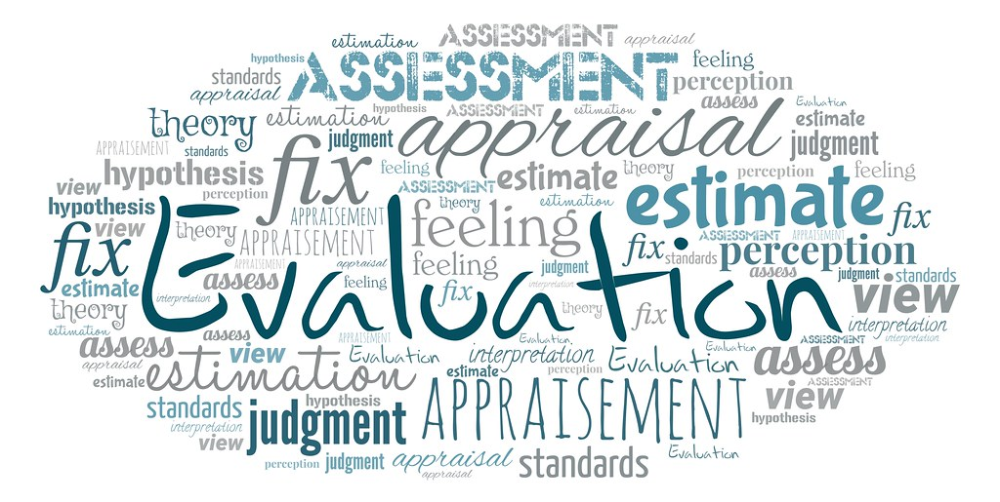 estimation ASSESSMENT appraisal
hypothesis ASSESSMENT feeling
standards perception
appraisal assess Evaluation
hypothesis ASSESSMENT estimation
theory estimation appraisal estimate
judgment judgment
APPRAISEMENT standards
hypothesis fix feeling estimate theory perception feeling
view perception ASSESSMENT estimate
hypothesis APPRAISEMENT theory estimation fix
view theory feeling
fix APPRAISEMENT fix ASSESSMENT APPRAISEMENT
APPRAISEMENT appraisal feeling judgment standards perception
estimate assess feeling fix interpretation assess judgment standards
interpretation Evaluation view
theory theory fix interpretation
estimation assess APPRAISEMENT Evaluation ASSESSMENT interpretation
assess view Evaluation interpretation Evaluation assess
appraisal estimation estimate perception Evaluation
estimate APPRAISEMENT ASSESSMENT
standards hypothesis view
interpretation judgment hypothesis
view
perception judgment appraisal standards Evaluation
appraisal